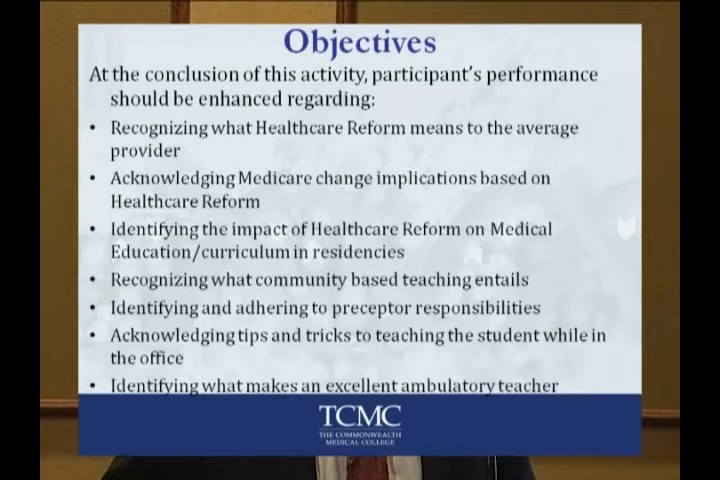 Objectives
At the conclusion of this activity, participant's performance
should be enhanced regarding:
• Recognizing what Healthcare Reform means to the average
provider
• Acknowledging Medicare change implications based on
Healthcare Reform
• Identifying the impact of Healthcare Reform on Medical
Education/curriculum in residencies
• Recognizing what community based teaching entails
• Identifying and adhering to preceptor responsibilities
• Acknowledging tips and tricks to teaching the student while in
the office
• Identifying what makes an excellent ambulatory teacher
TCMC
THE COMMONWEALTH
MEDICAL COLLEGE